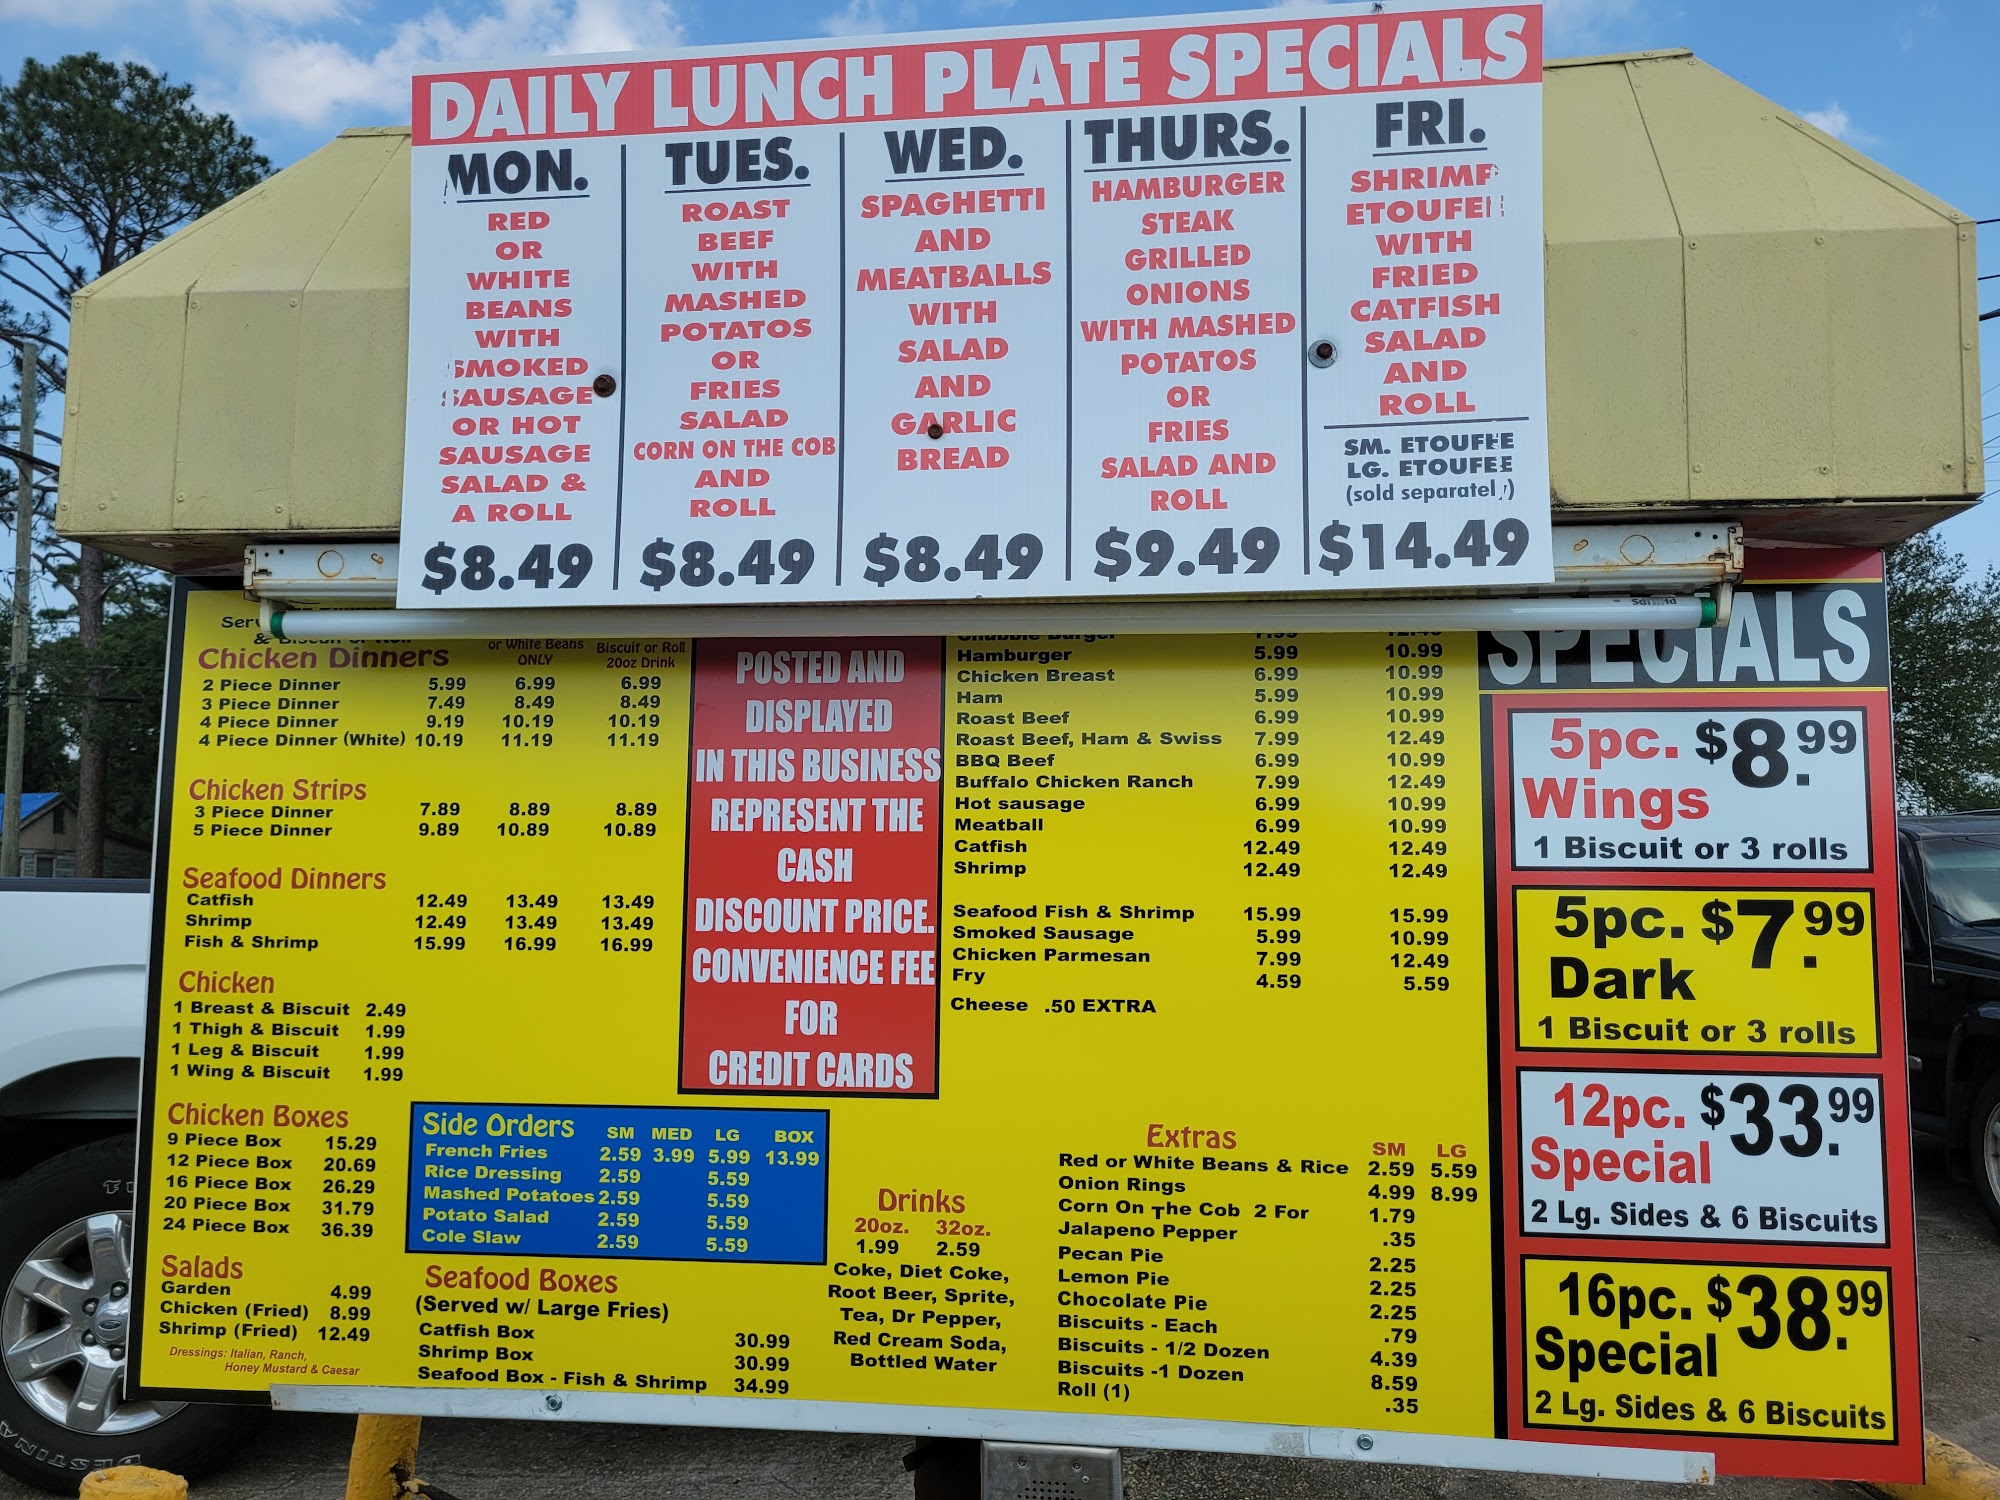 DAILY LUNCH PLATE SPECIALS
MON.
RED
OR
WHITE
BEANS
WITH
SMOKED
SAUSAGE
OR HOT
SAUSAGE
SALAD &
A ROLL
$8.49
TUES.
ROAST
BEEF
WITH
MASHED
POTATOS
OR
FRIES
SALAD
CORN ON THE COB
AND
ROLL
$8.49
WED.
SPAGHETTI
AND
MEATBALLS
WITH
SALAD
AND
GARLIC
BREAD
$8.49
THURS.
HAMBURGER
STEAK
GRILLED
ONIONS
WITH MASHED
POTATOS
OR
FRIES
SALAD AND
ROLL
$9.49
FRI.
SHRIMP
ETOUFEE
WITH
FRIED
CATFISH
SALAD
AND
ROLL
SM. ETOUFEE
LG. ETOUFEE
(sold separately)
$14.49
& Biscuit or Roll
or White Beans
ONLY
Biscuit or Roll
20oz Drink
Chicken Dinners
2 Piece Dinner 5.99 6.99 6.99
3 Piece Dinner 7.49 8.49 8.49
4 Piece Dinner 9.19 10.19 10.19
4 Piece Dinner (White) 10.19 11.19 11.19
Chicken Strips
3 Piece Dinner 7.89 8.89 8.89
5 Piece Dinner 9.89 10.89 10.89
Seafood Dinners
Catfish 12.49 13.49 13.49
Shrimp 12.49 13.49 13.49
Fish & Shrimp 15.99 16.99 16.99
Chicken
1 Breast & Biscuit 2.49
1 Thigh & Biscuit 1.99
1 Leg & Biscuit 1.99
1 Wing & Biscuit 1.99
Chicken Boxes
9 Piece Box 15.29
12 Piece Box 20.69
16 Piece Box 26.29
20 Piece Box 31.79
24 Piece Box 36.39
Salads
Garden 4.99
Chicken (Fried) 8.99
Shrimp (Fried) 12.49
Dressings: Italian, Ranch,
Honey Mustard & Caesar
POSTED AND
DISPLAYED
IN THIS BUSINESS
REPRESENT THE
CASH
DISCOUNT PRICE.
CONVENIENCE FEE
FOR
CREDIT CARDS
Side Orders SM MED LG BOX
French Fries 2.59 3.99 5.99 13.99
Rice Dressing 2.59 5.59
Mashed Potatoes 2.59 5.59
Potato Salad 2.59 5.59
Cole Slaw 2.59 5.59
Seafood Boxes
(Served w/ Large Fries)
Catfish Box 30.99
Shrimp Box 30.99
Seafood Box - Fish & Shrimp 34.99
Drinks
20oz. 32oz.
1.99 2.59
Coke, Diet Coke,
Root Beer, Sprite,
Tea, Dr Pepper,
Red Cream Soda,
Bottled Water
Chubbie Burger 7.99 12.49
Hamburger 5.99 10.99
Chicken Breast 6.99 10.99
Ham 5.99 10.99
Roast Beef 6.99 10.99
Roast Beef, Ham & Swiss 7.99 12.49
BBQ Beef 6.99 10.99
Buffalo Chicken Ranch 7.99 12.49
Hot sausage 6.99 10.99
Meatball 6.99 10.99
Catfish 12.49 12.49
Shrimp 12.49 12.49
Seafood Fish & Shrimp 15.99 15.99
Smoked Sausage 5.99 10.99
Chicken Parmesan 7.99 12.49
Fry 4.59 5.59
Cheese .50 EXTRA
Extras SM LG
Red or White Beans & Rice 2.59 5.59
Onion Rings 4.99 8.99
Corn On The Cob 2 For 1.79
Jalapeno Pepper .35
Pecan Pie 2.25
Lemon Pie 2.25
Chocolate Pie 2.25
Biscuits - Each .79
Biscuits - 1/2 Dozen 4.39
Biscuits -1 Dozen 8.59
Roll (1) .35
SPECIALS
5pc. $8.99
Wings
1 Biscuit or 3 rolls
5pc. $7.99
Dark
1 Biscuit or 3 rolls
12pc. $33.99
Special
2 Lg. Sides & 6 Biscuits
16pc. $38.99
Special
2 Lg. Sides & 6 Biscuits